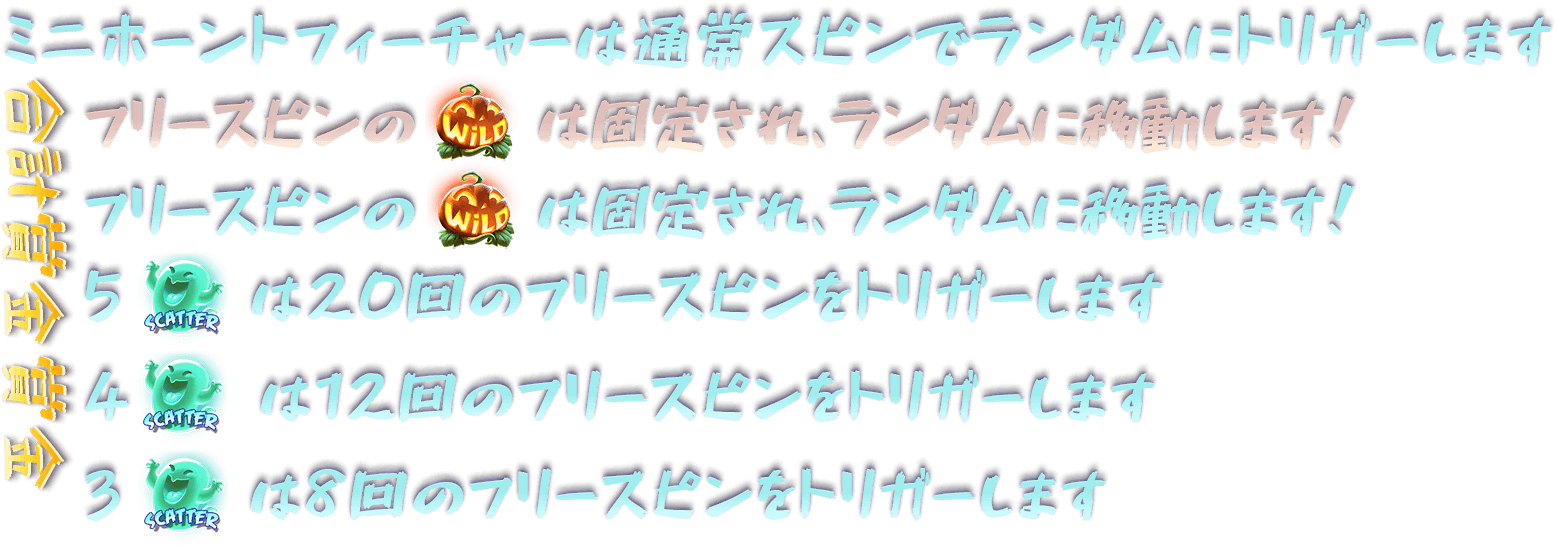 ミニホーントフィーチャーは通常スピンでランダムにトリガーします
フリースピンの WILD は固定され、ランダムに移動します！
フリースピンの WILD は固定され、ランダムに移動します！
5 SCATTER は20回のフリースピンをトリガーします
4 SCATTER は12回のフリースピンをトリガーします
3 SCATTER は8回のフリースピンをトリガーします
合計賞金
賞金